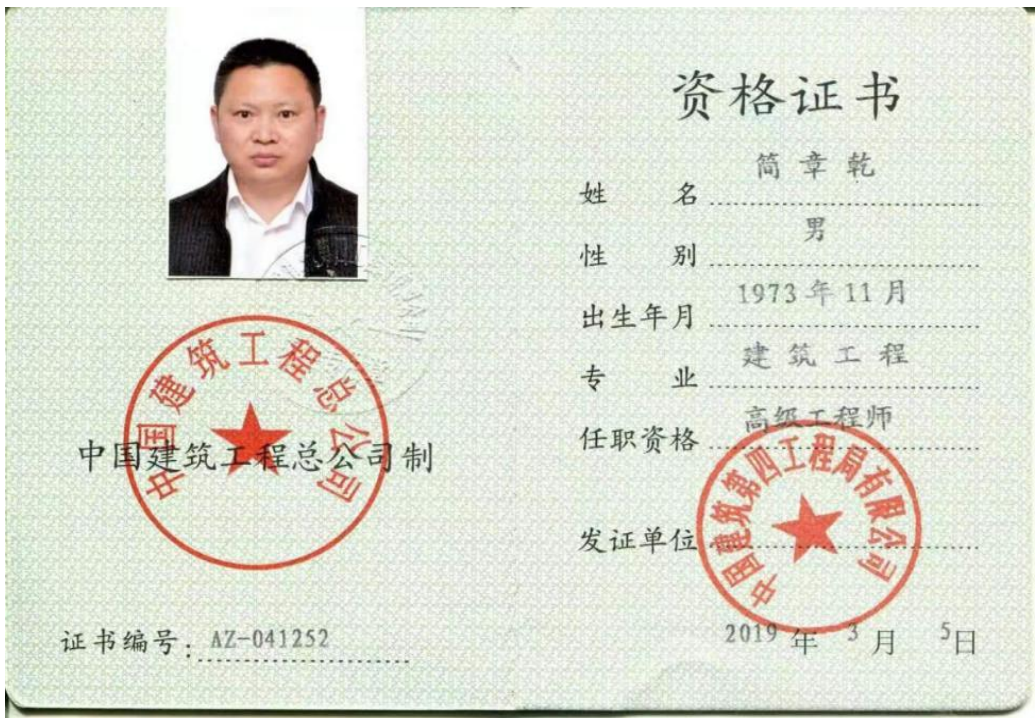 中国建筑工程总公司
中国建筑工程总公司制
证书编号：AZ-041252
资格证书
姓名 简章乾
性别 男
出生年月 1973年11月
专业 建筑工程
任职资格 高级工程师
发证单位
中国建筑第四工程局有限公司
2019年3月5日